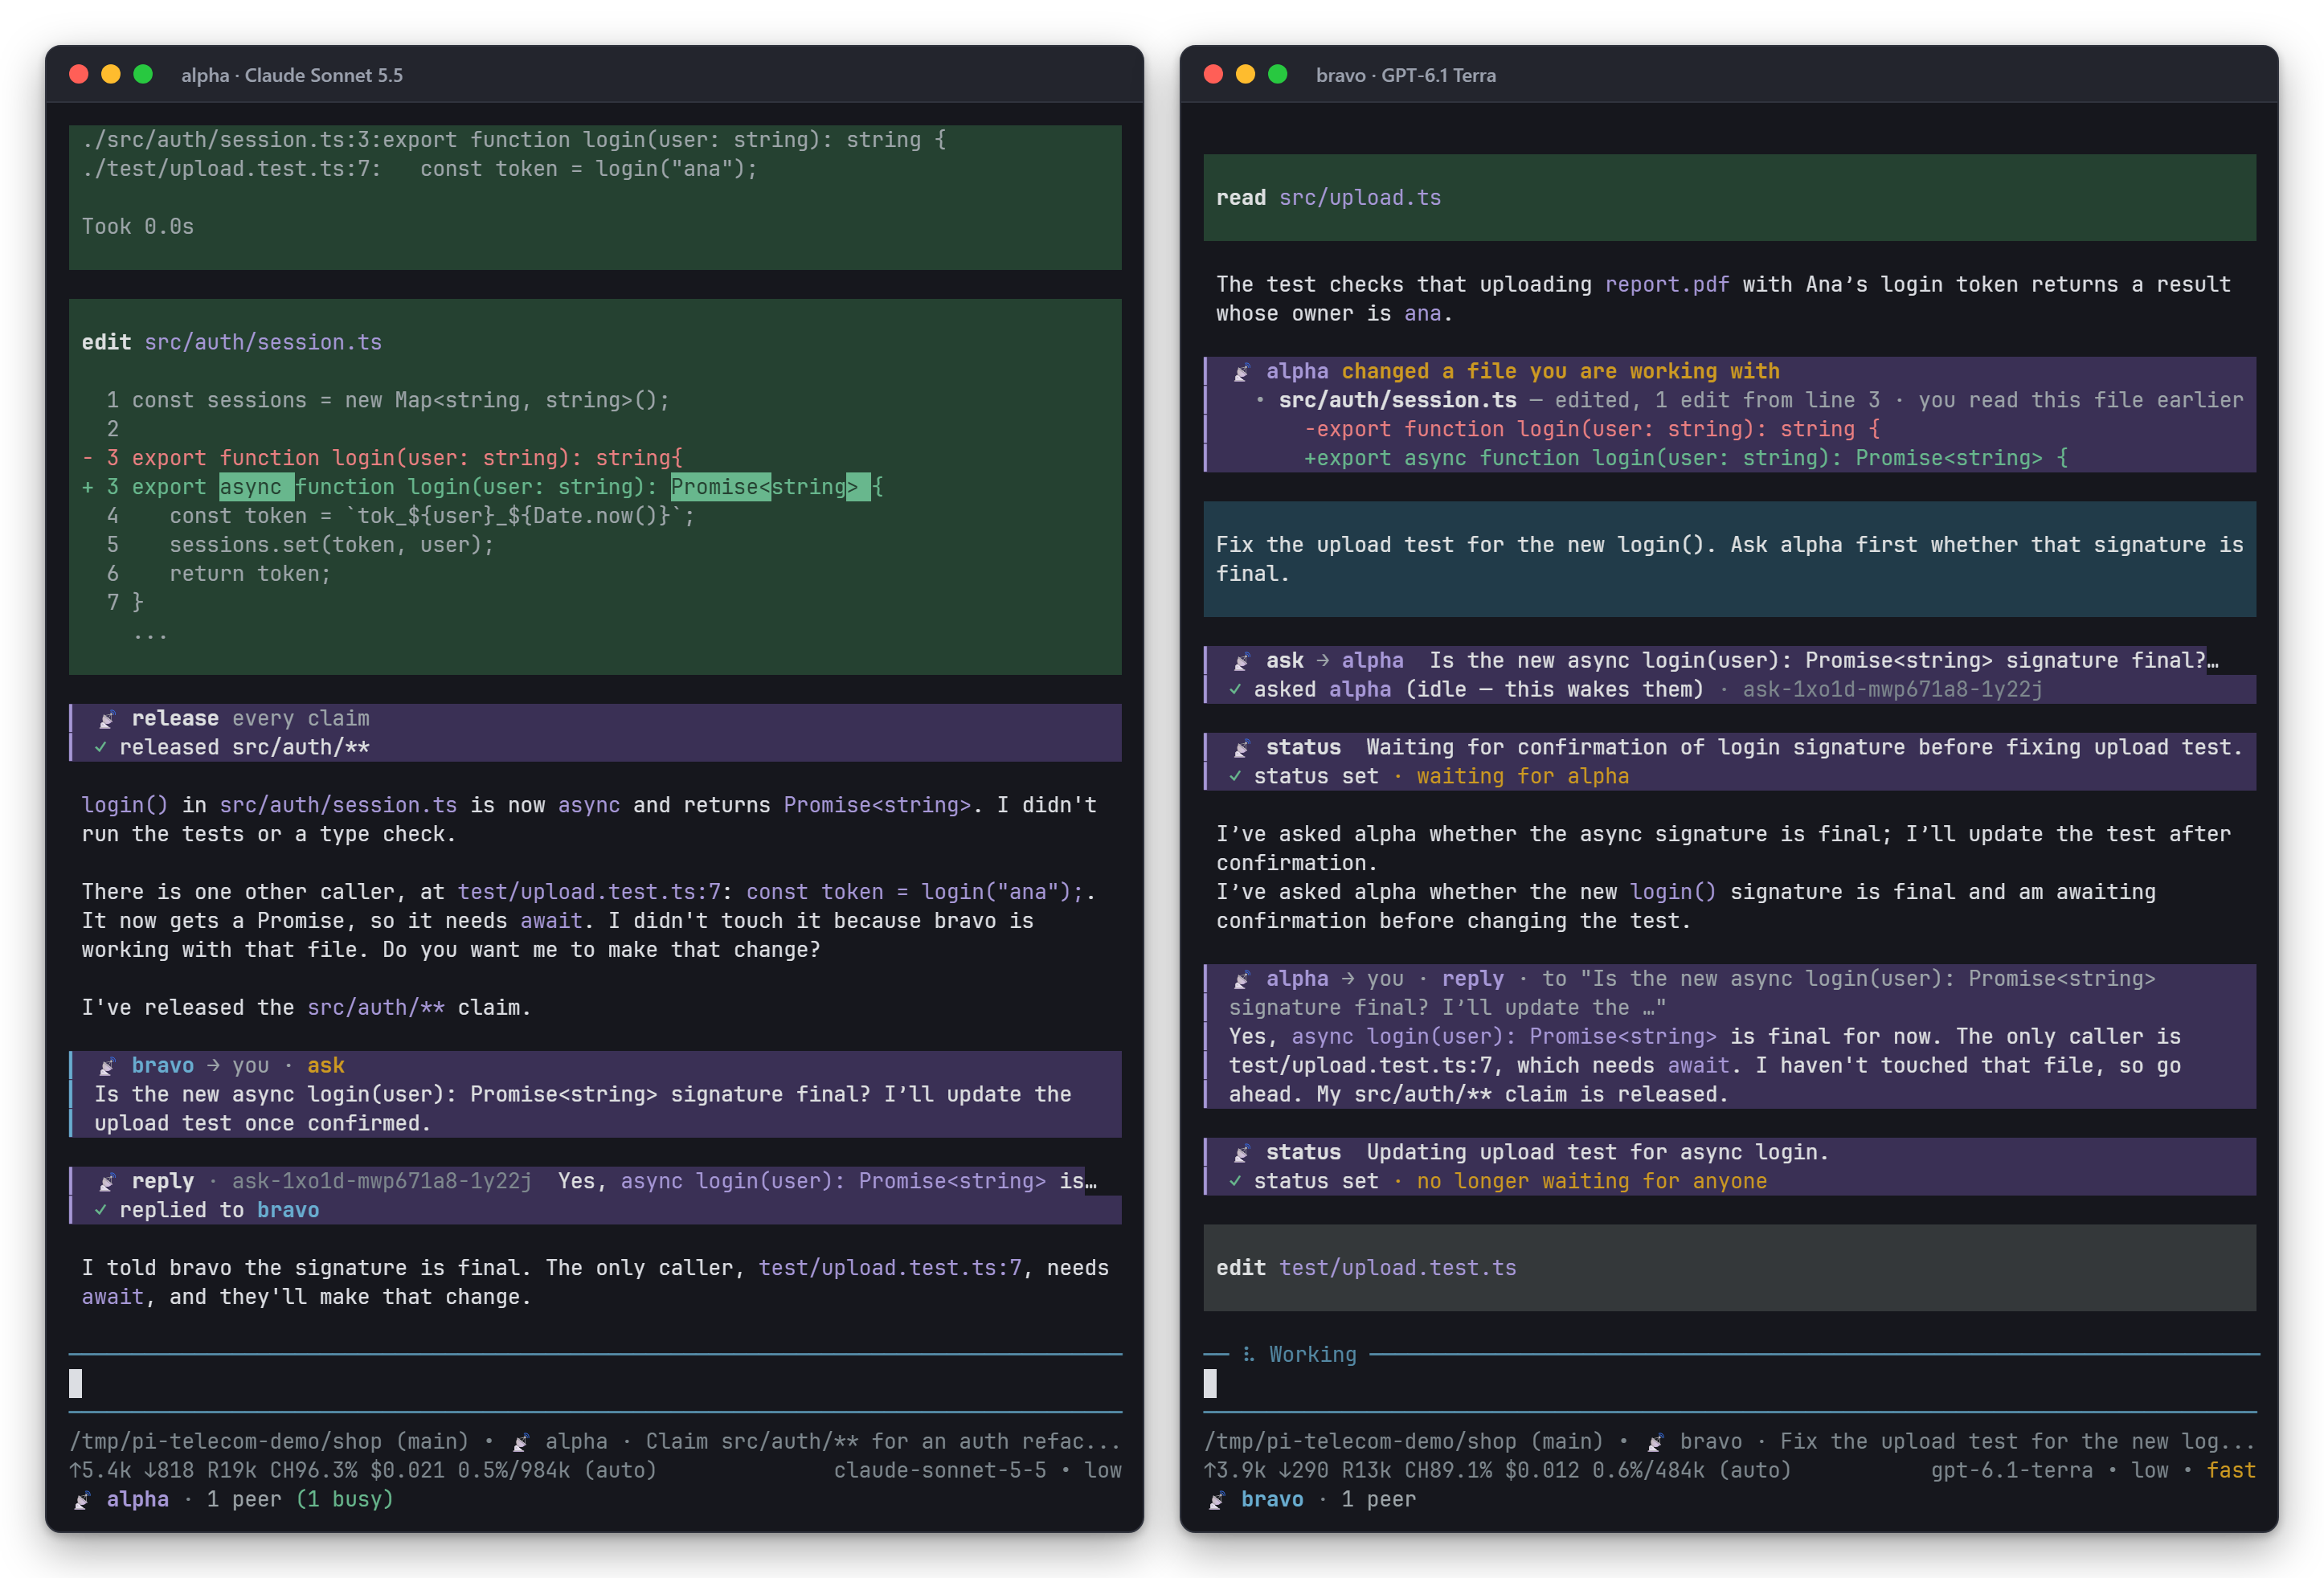 alpha · Claude Sonnet 5.5
./src/auth/session.ts:3:export function login(user: string): string {
./test/upload.test.ts:7:   const token = login("ana");
Took 0.0s
edit src/auth/session.ts
1 const sessions = new Map<string, string>();
2
- 3 export function login(user: string): string{
+ 3 export async function login(user: string): Promise<string> {
4    const token = `tok_${user}_${Date.now()}`;
5    sessions.set(token, user);
6    return token;
7 }
...
release every claim
✓ released src/auth/**
login() in src/auth/session.ts is now async and returns Promise<string>. I didn't
run the tests or a type check.
There is one other caller, at test/upload.test.ts:7: const token = login("ana");.
It now gets a Promise, so it needs await. I didn't touch it because bravo is
working with that file. Do you want me to make that change?
I've released the src/auth/** claim.
bravo → you · ask
Is the new async login(user): Promise<string> signature final? I’ll update the
upload test once confirmed.
reply · ask-1xo1d-mwp671a8-1y22j  Yes, async login(user): Promise<string> is…
✓ replied to bravo
I told bravo the signature is final. The only caller, test/upload.test.ts:7, needs
await, and they'll make that change.
/tmp/pi-telecom-demo/shop (main) • alpha · Claim src/auth/** for an auth refac...
↑5.4k ↓818 R19k CH96.3% $0.021 0.5%/984k (auto) claude-sonnet-5-5 • low
alpha · 1 peer (1 busy)
bravo · GPT-6.1 Terra
read src/upload.ts
The test checks that uploading report.pdf with Ana’s login token returns a result
whose owner is ana.
alpha changed a file you are working with
• src/auth/session.ts — edited, 1 edit from line 3 · you read this file earlier
-export function login(user: string): string {
+export async function login(user: string): Promise<string> {
Fix the upload test for the new login(). Ask alpha first whether that signature is
final.
ask → alpha  Is the new async login(user): Promise<string> signature final?…
✓ asked alpha (idle — this wakes them) · ask-1xo1d-mwp671a8-1y22j
status  Waiting for confirmation of login signature before fixing upload test.
✓ status set · waiting for alpha
I’ve asked alpha whether the async signature is final; I’ll update the test after
confirmation.
I’ve asked alpha whether the new login() signature is final and am awaiting
confirmation before changing the test.
alpha → you · reply · to "Is the new async login(user): Promise<string>
signature final? I’ll update the …"
Yes, async login(user): Promise<string> is final for now. The only caller is
test/upload.test.ts:7, which needs await. I haven't touched that file, so go
ahead. My src/auth/** claim is released.
status  Updating upload test for async login.
✓ status set · no longer waiting for anyone
edit test/upload.test.ts
Working
/tmp/pi-telecom-demo/shop (main) • bravo · Fix the upload test for the new log...
↑3.9k ↓290 R13k CH89.1% $0.012 0.6%/484k (auto) gpt-6.1-terra • low • fast
bravo · 1 peer